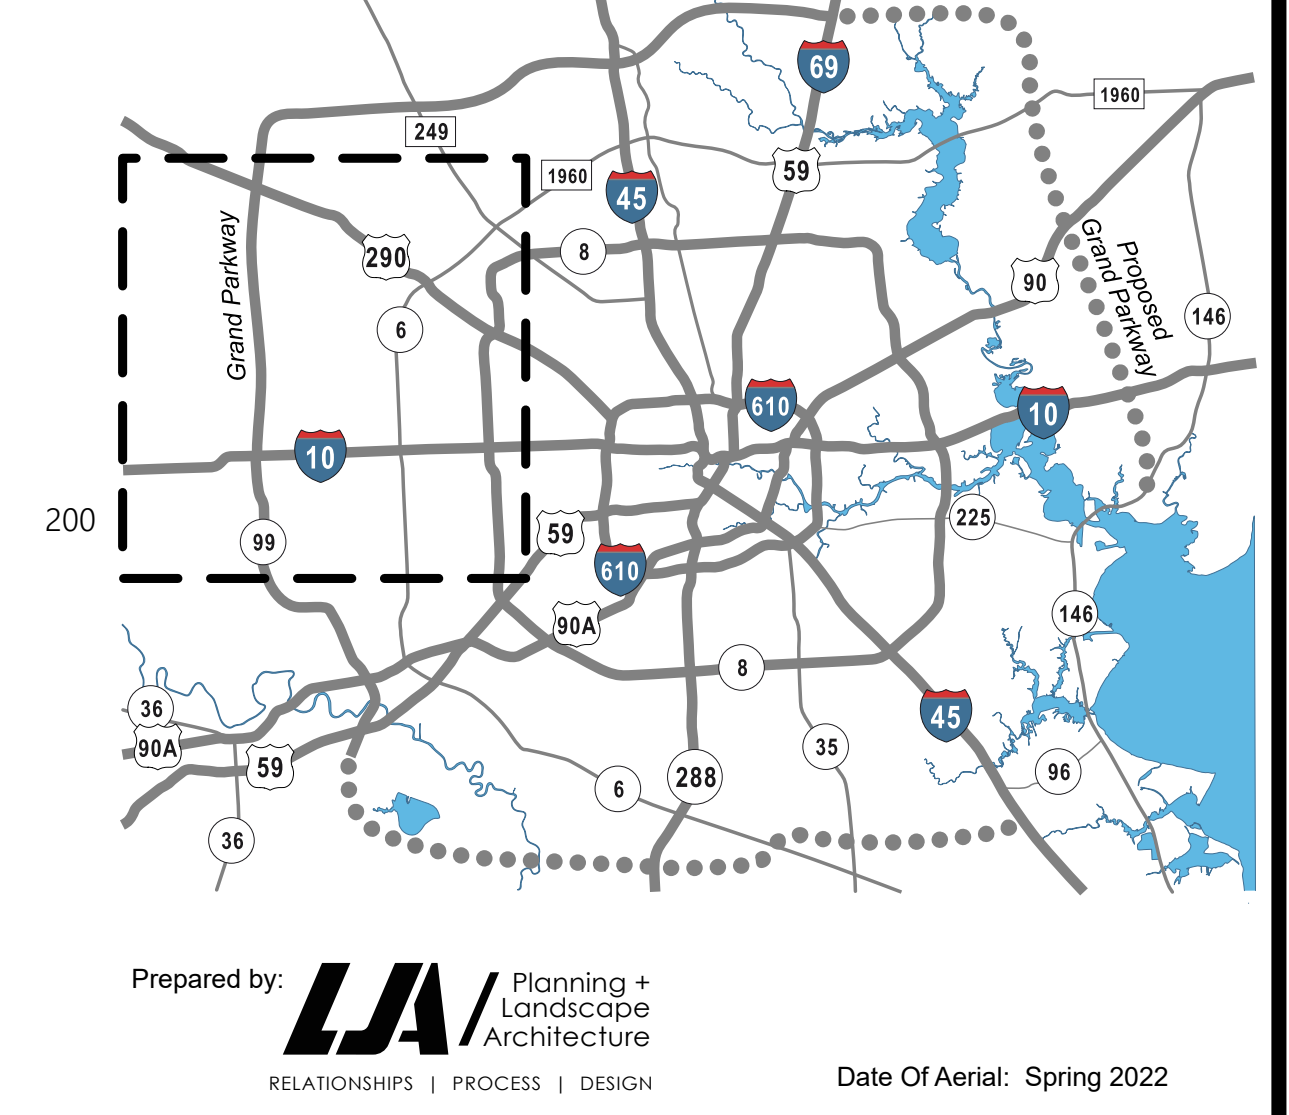 69
1960
249
59
1960
45
8
290
Grand Parkway
90
Proposed
Grand Parkway
6
146
610
10
10
200
99
59
225
610
90A
146
8
36
45
90A
59
35
96
288
6
36
Prepared by:
LJA
Planning +
Landscape
Architecture
RELATIONSHIPS | PROCESS | DESIGN
Date Of Aerial: Spring 2022